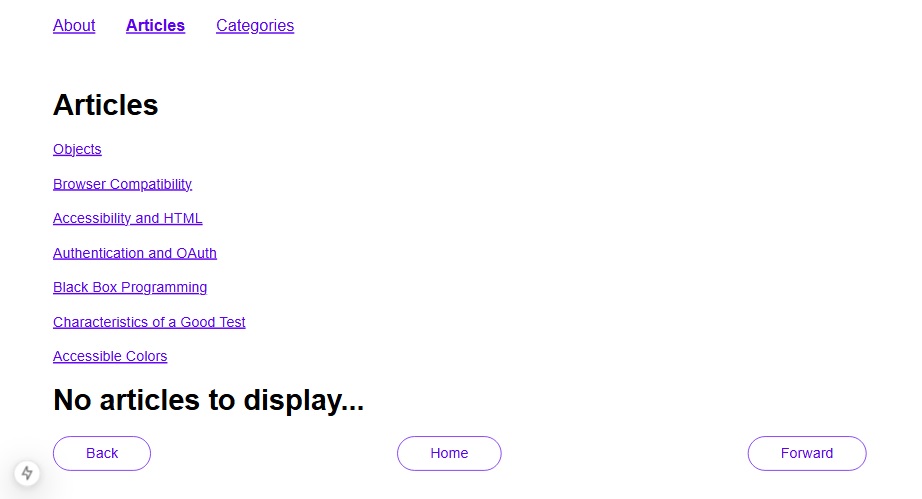 About Articles Categories
Articles
Objects
Browser Compatibility
Accessibility and HTML
Authentication and OAuth
Black Box Programming
Characteristics of a Good Test
Accessible Colors
No articles to display...
Back Home Forward